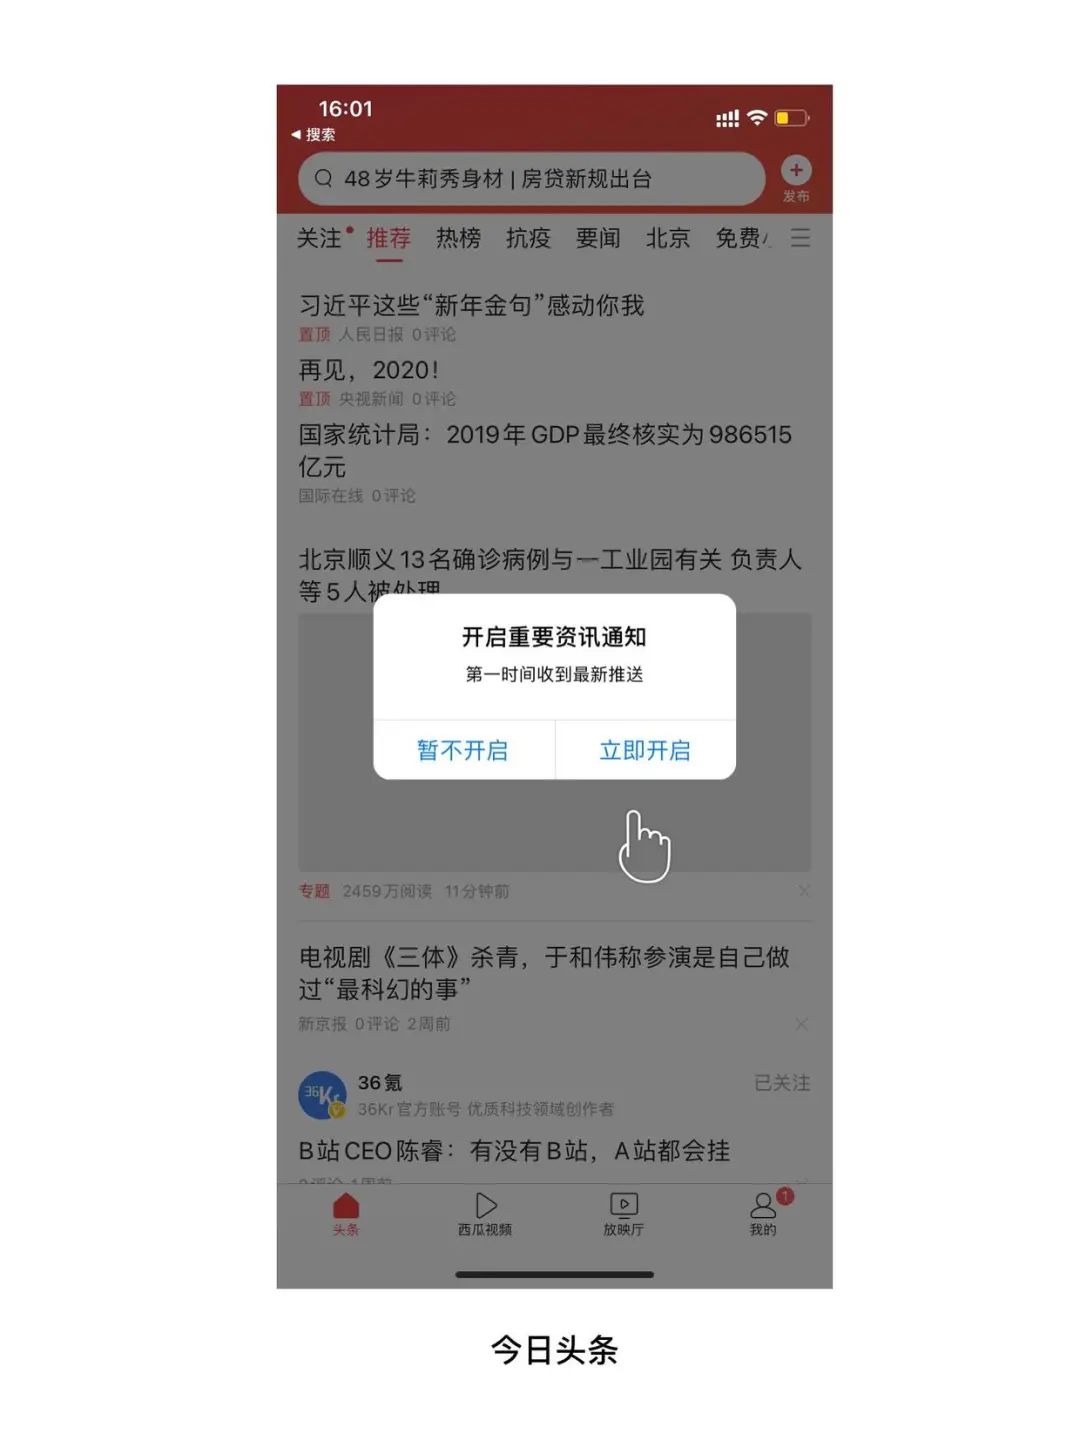 16:01
◀ 搜索
48岁牛莉秀身材 | 房贷新规出台
发布
关注 推荐 热榜 抗疫 要闻 北京 免费
习近平这些“新年金句”感动你我
置顶 人民日报 0评论
再见，2020！
置顶 央视新闻 0评论
国家统计局：2019年GDP最终核实为986515
亿元
国际在线 0评论
北京顺义13名确诊病例与一工业园有关 负责人
等5人被处理
开启重要资讯通知
第一时间收到最新推送
暂不开启 立即开启
专题 2459万阅读 11分钟前
电视剧《三体》杀青，于和伟称参演是自己做
过“最科幻的事”
新京报 0评论 2周前
36Kr
36氪
已关注
36Kr官方账号 优质科技领域创作者
B站CEO陈睿：有没有B站，A站都会挂
头条 西瓜视频 放映厅 我的
1
今日头条